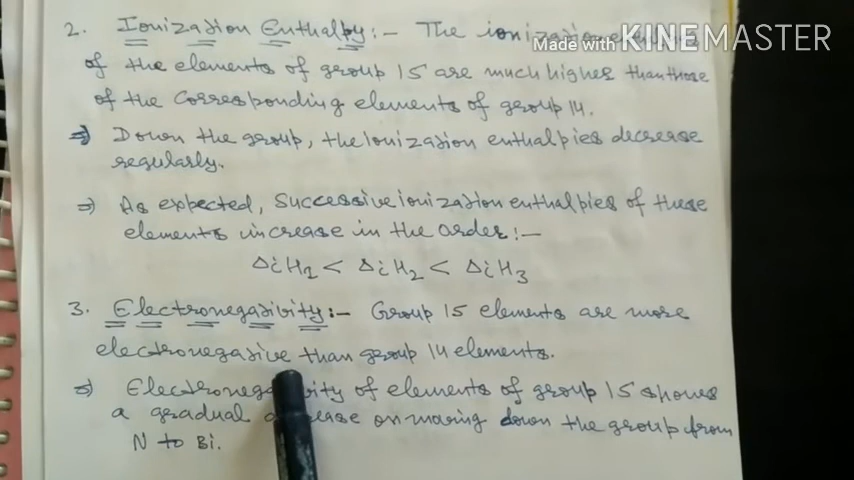 2. Ionization Enthalpy :- The ionization
Made with KINEMASTER
of the elements of group 15 are much higher than those
of the corresponding elements of group 14.
⇒ Down the group, the Ionization enthalpies decrease
regularly.
⇒ As expected, Successive ionization enthalpies of these
elements increase in the order :-
ΔiH1 < ΔiH2 < ΔiH3
3. Electronegativity :- Group 15 elements are more
electronegative than group 14 elements.
⇒ of elements of group 15 shows
a gradual on moving down the group from
N to Bi.